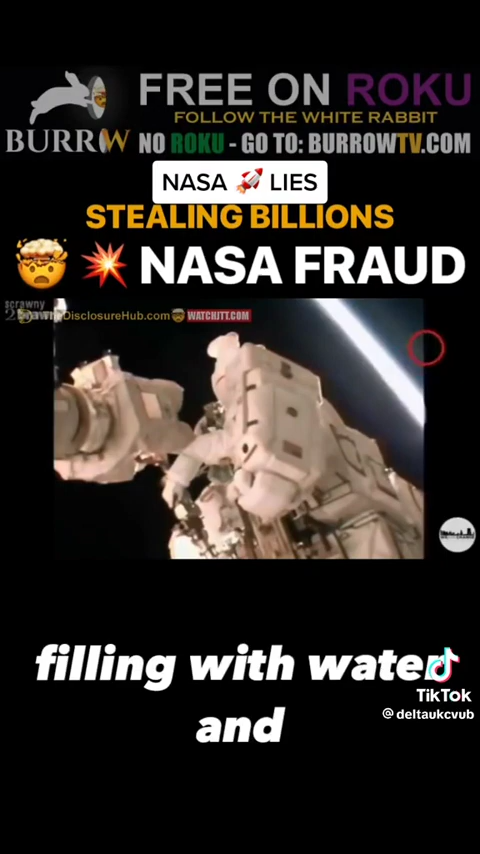 FREE ON ROKU
FOLLOW THE WHITE RABBIT
BURROW
NO ROKU - GO TO: BURROWTV.COM
NASA 🚀 LIES
STEALING BILLIONS
🤯 💥 NASA FRAUD
scrawny
DisclosureHub.com 🤯 WATCHJTT.COM
filling with water
and
TikTok
@deltaukcvub